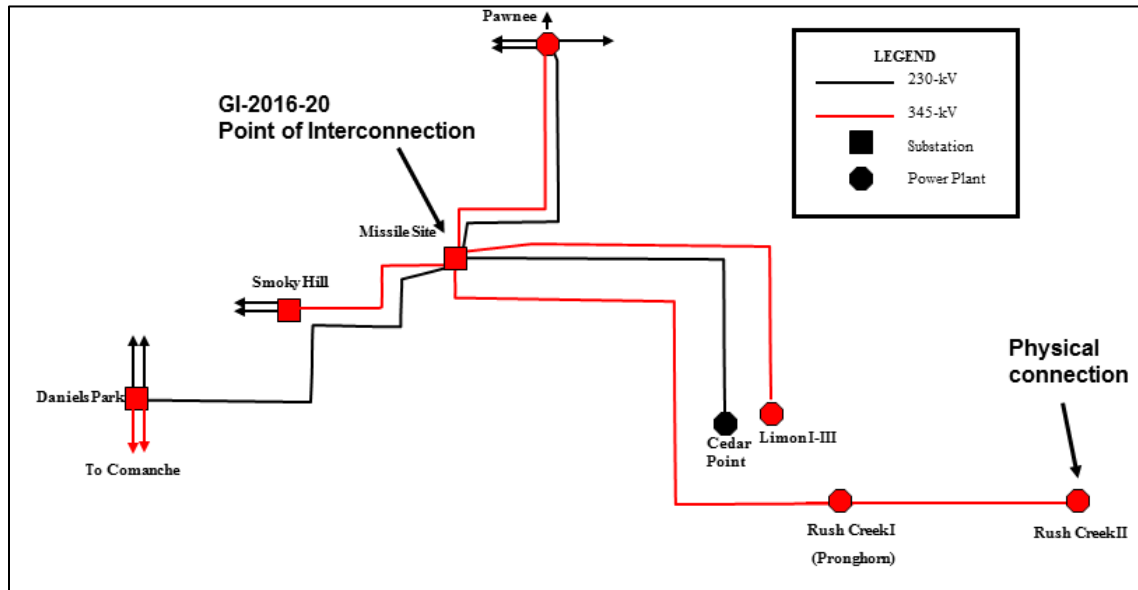 Pawnee
LEGEND
230-kV
345-kV
Substation
Power Plant
GI-2016-20
Point of Interconnection
Missile Site
Smoky Hill
Daniels Park
To Comanche
Cedar
Point
Limon I-III
Physical
connection
Rush Creek I
(Pronghorn)
Rush Creek II